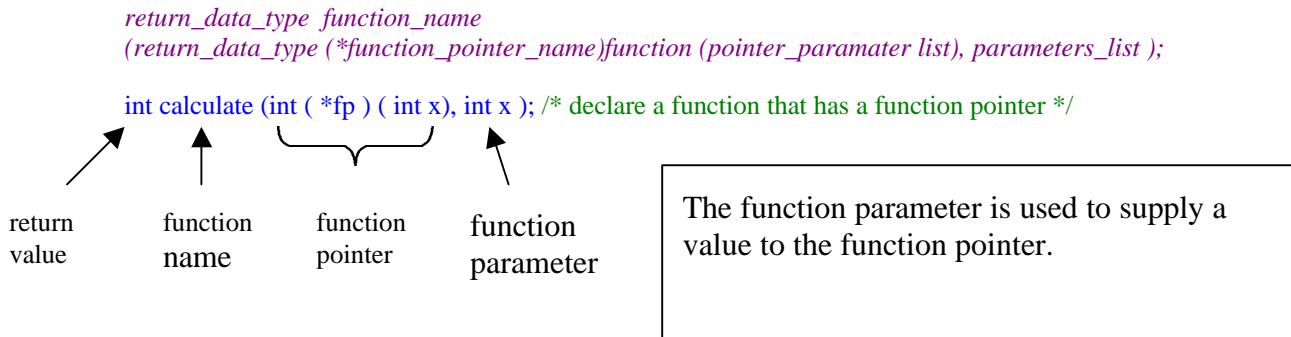 return_data_type function_name
(return_data_type (*function_pointer_name)function (pointer_paramater list), parameters_list );
int calculate (int ( *fp ) ( int x), int x ); /* declare a function that has a function pointer */
return
value
function
name
function
pointer
function
parameter
The function parameter is used to supply a
value to the function pointer.